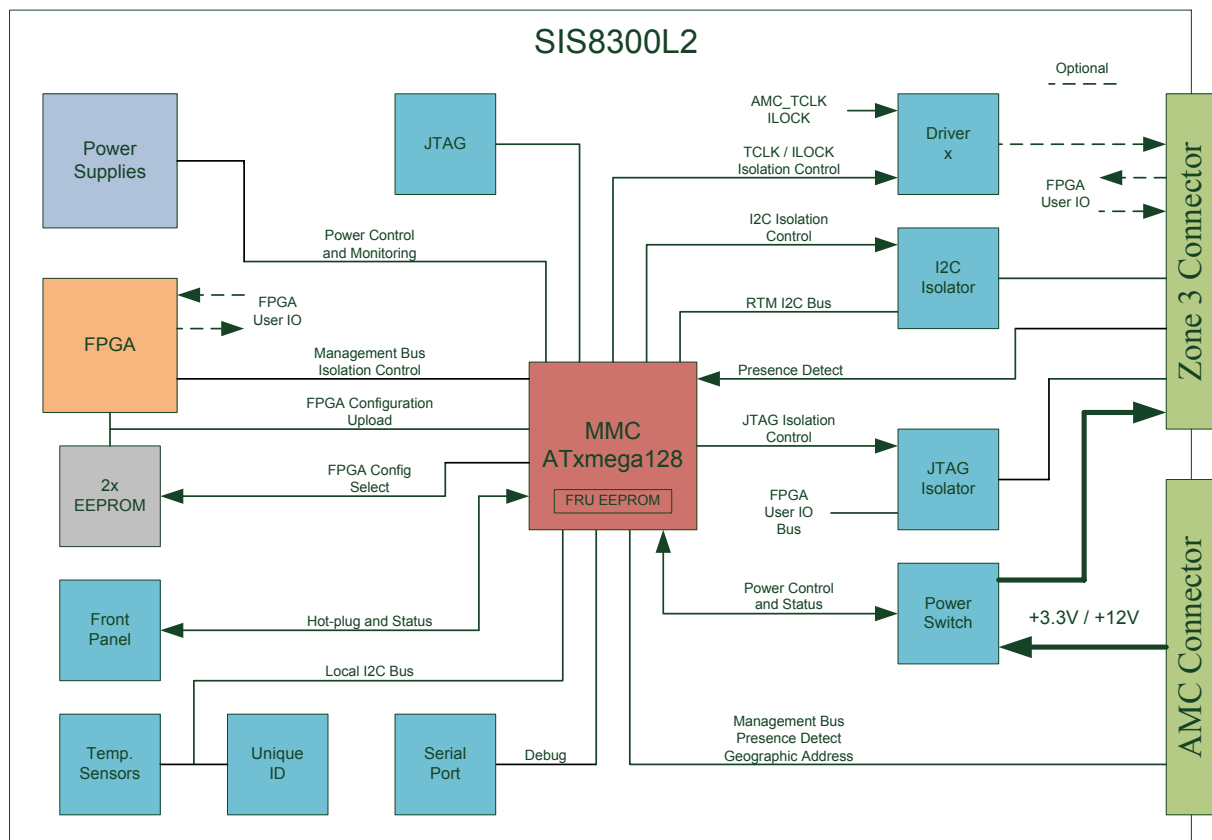 SIS8300L2
Optional
Power
Supplies
JTAG
AMC_TCLK
ILOCK
Driver
x
TCLK / ILOCK
Isolation Control
FPGA
User IO
Power Control
and Monitoring
I2C Isolation
Control
I2C
Isolator
RTM I2C Bus
Zone 3 Connector
FPGA
FPGA
User IO
Management Bus
Isolation Control
Presence Detect
FPGA Configuration
Upload
MMC
ATxmega128
FRU EEPROM
JTAG Isolation
Control
JTAG
Isolator
2x
EEPROM
FPGA Config
Select
FPGA
User IO
Bus
Front
Panel
Hot-plug and Status
Power Control
and Status
Power
Switch
+3.3V / +12V
AMC Connector
Local I2C Bus
Temp.
Sensors
Unique
ID
Serial
Port
Debug
Management Bus
Presence Detect
Geographic Address